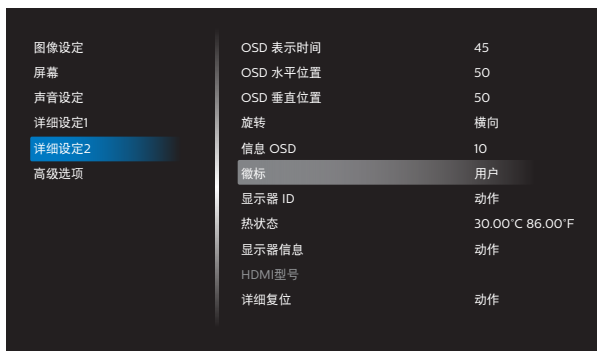 图像设定
屏幕
声音设定
详细设定1
详细设定2
高级选项
OSD 表示时间 45
OSD 水平位置 50
OSD 垂直位置 50
旋转 横向
信息 OSD 10
徽标 用户
显示器 ID 动作
热状态 30.00°C 86.00°F
显示器信息 动作
HDMI型号
详细复位 动作